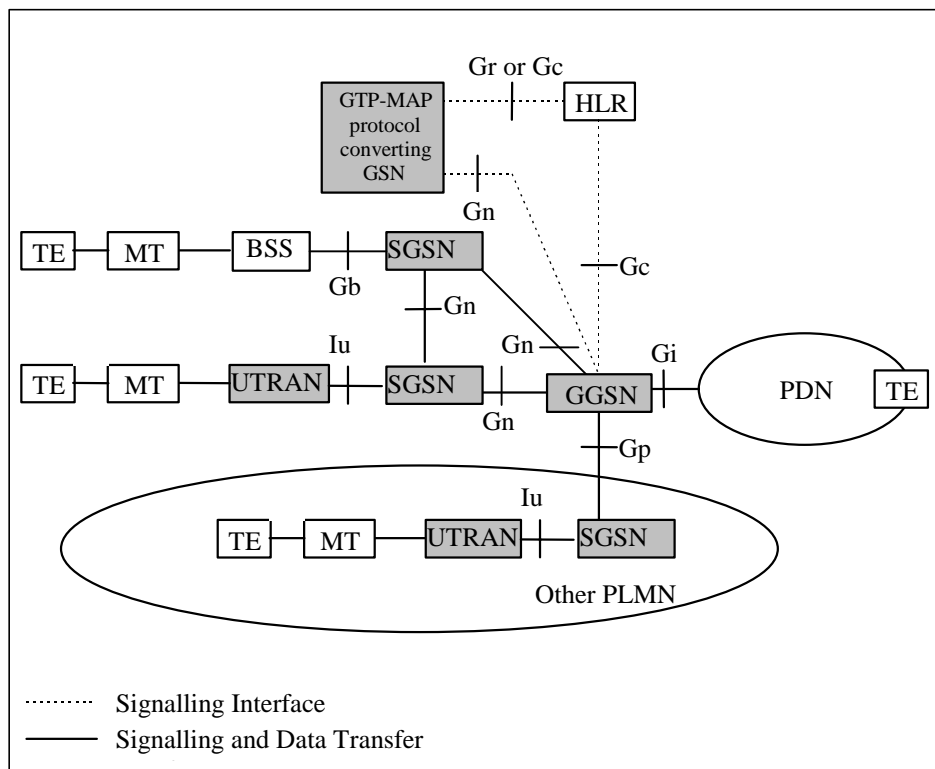 Gr or Gc
GTP-MAP
protocol
converting
GSN
HLR
Gn
TE
MT
BSS
Gb
SGSN
Gc
Gn
Gn
Iu
Gi
TE
MT
UTRAN
SGSN
Gn
GGSN
PDN
TE
Gp
Iu
TE
MT
UTRAN
SGSN
Other PLMN
Signalling Interface
Signalling and Data Transfer